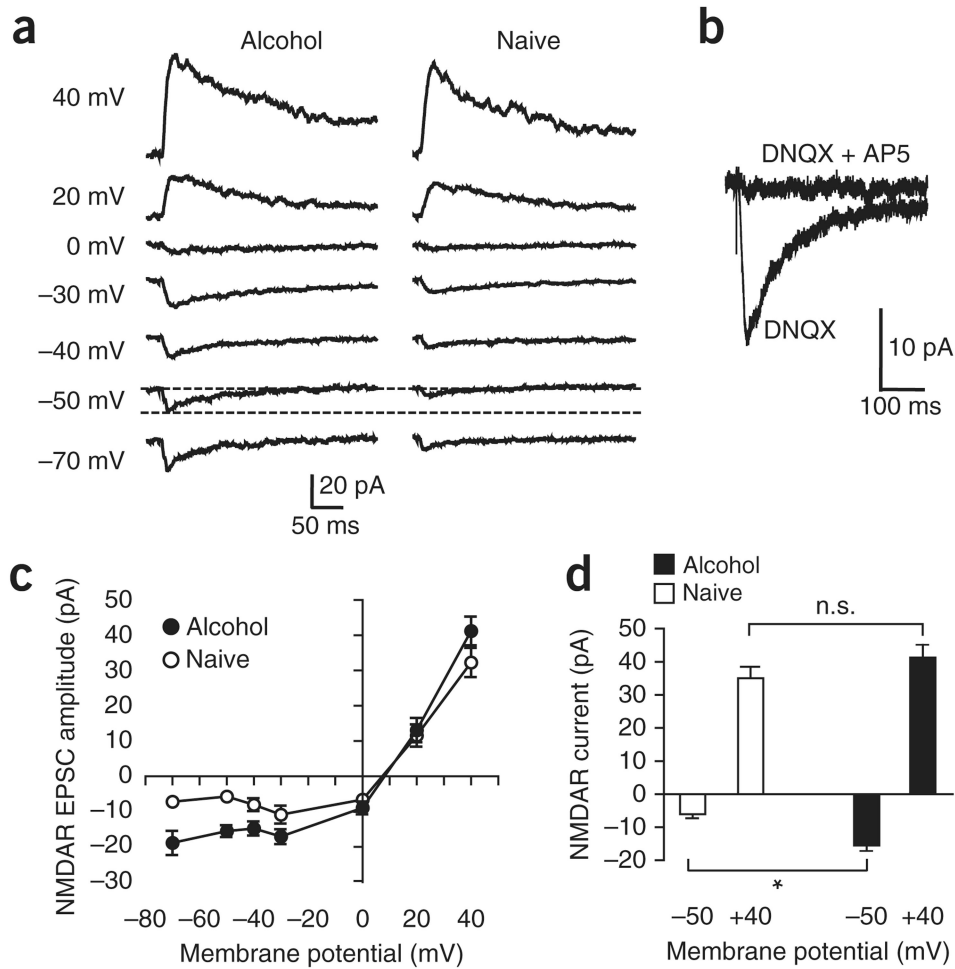 a
Alcohol
Naive
40 mV
20 mV
0 mV
–30 mV
–40 mV
–50 mV
–70 mV
20 pA
50 ms
b
DNQX + AP5
DNQX
10 pA
100 ms
c
NMDAR EPSC amplitude (pA)
50
40
30
20
10
0
–10
–20
–30
Alcohol
Naive
–80 –60 –40 –20 0 20 40
Membrane potential (mV)
d
Alcohol
Naive
n.s.
NMDAR current (pA)
50
40
30
20
10
0
–10
–20
*
–50 +40 –50 +40
Membrane potential (mV)